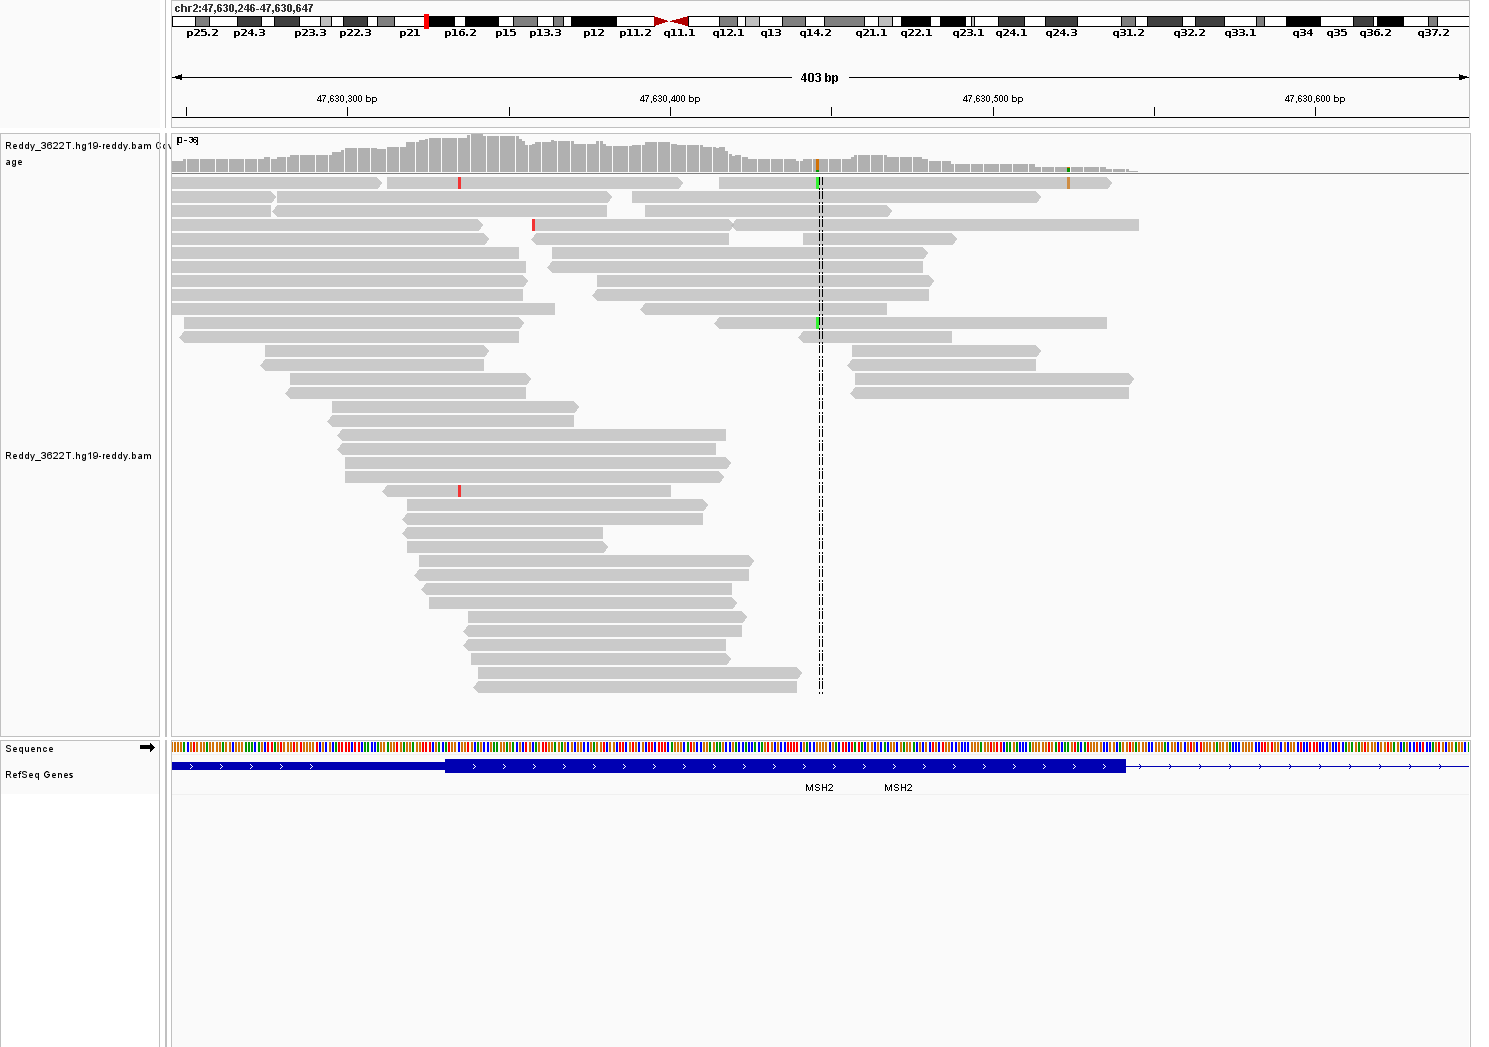 chr2:47,630,246-47,630,647
p25.2 p24.3 p23.3 p22.3 p21 p16.2 p15 p13.3 p12 p11.2 q11.1 q12.1 q13 q14.2 q21.1 q22.1 q23.1 q24.1 q24.3 q31.2 q32.2 q33.1 q34 q35 q36.2 q37.2
403 bp
47,630,300 bp 47,630,400 bp 47,630,500 bp 47,630,600 bp
[0-36]
Reddy_3622T.hg19-reddy.bam Cov
age
Reddy_3622T.hg19-reddy.bam
Sequence
RefSeq Genes
MSH2 MSH2